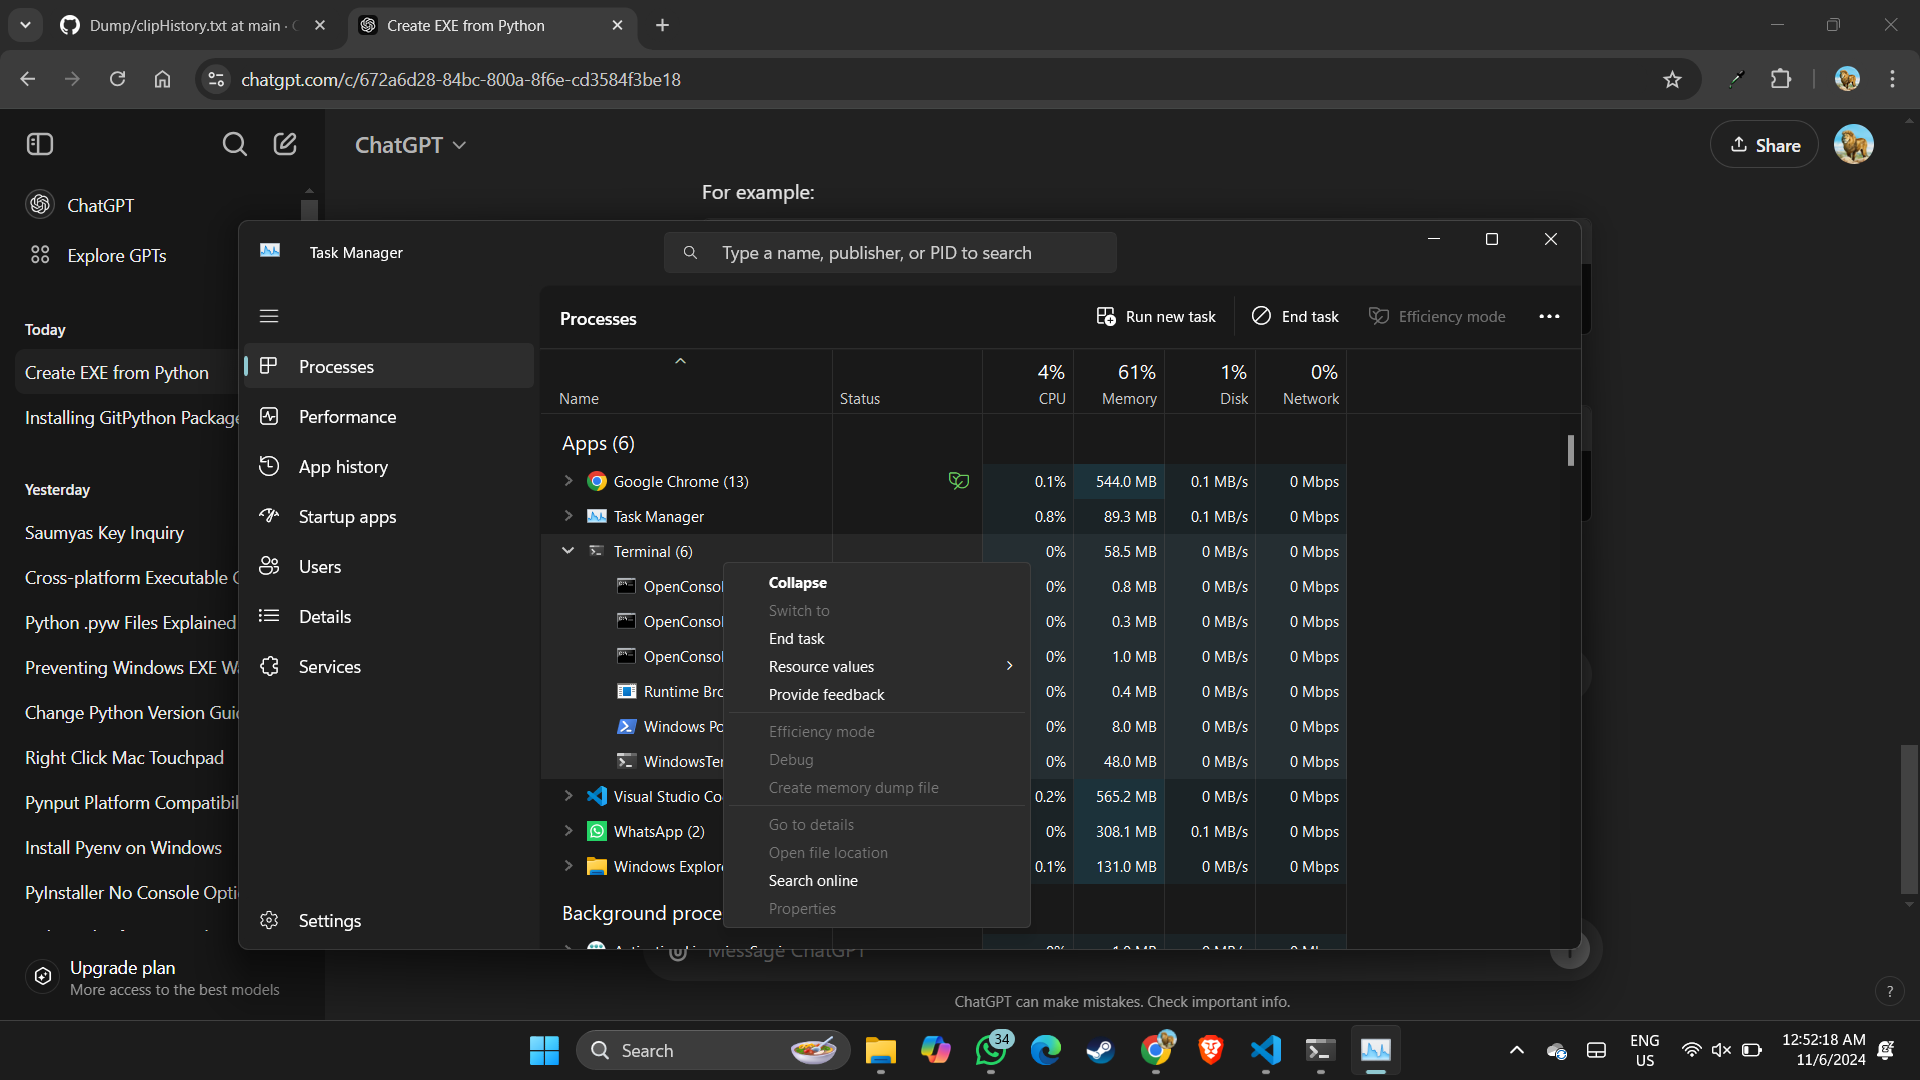 Dump/clipHistory.txt at main ·
Create EXE from Python
chatgpt.com/c/672a6d28-84bc-800a-8f6e-cd3584f3be18
ChatGPT
Share
ChatGPT
Explore GPTs
For example:
Today
Create EXE from Python
Installing GitPython Package
Yesterday
Saumyas Key Inquiry
Cross-platform Executable
Python .pyw Files Explained
Preventing Windows EXE
Change Python Version
Right Click Mac Touchpad
Pynput Platform
Install Pyenv on Windows
PyInstaller No Console
Upgrade plan
More access to the best models
Task Manager
Type a name, publisher, or PID to search
Processes
Performance
App history
Startup apps
Users
Details
Services
Settings
Processes
Run new task
End task
Efficiency mode
4% 61% 1% 0%
Name Status CPU Memory Disk Network
Apps (6)
Google Chrome (13) 0.1% 544.0 MB 0.1 MB/s 0 Mbps
Task Manager 0.8% 89.3 MB 0.1 MB/s 0 Mbps
Terminal (6) 0% 58.5 MB 0 MB/s 0 Mbps
OpenConsol 0% 0.8 MB 0 MB/s 0 Mbps
OpenConsol 0% 0.3 MB 0 MB/s 0 Mbps
OpenConsol 0% 1.0 MB 0 MB/s 0 Mbps
Runtime Bro 0% 0.4 MB 0 MB/s 0 Mbps
Windows Po 0% 8.0 MB 0 MB/s 0 Mbps
WindowsTer 0% 48.0 MB 0 MB/s 0 Mbps
Visual Studio Co 0.2% 565.2 MB 0 MB/s 0 Mbps
WhatsApp (2) 0% 308.1 MB 0.1 MB/s 0 Mbps
Windows Explor 0.1% 131.0 MB 0 MB/s 0 Mbps
Background proce
Collapse
Switch to
End task
Resource values
Provide feedback
Efficiency mode
Debug
Create memory dump file
Go to details
Open file location
Search online
Properties
Message ChatGPT
ChatGPT can make mistakes. Check important info.
?
Search
34
ENG
US
12:52:18 AM
11/6/2024